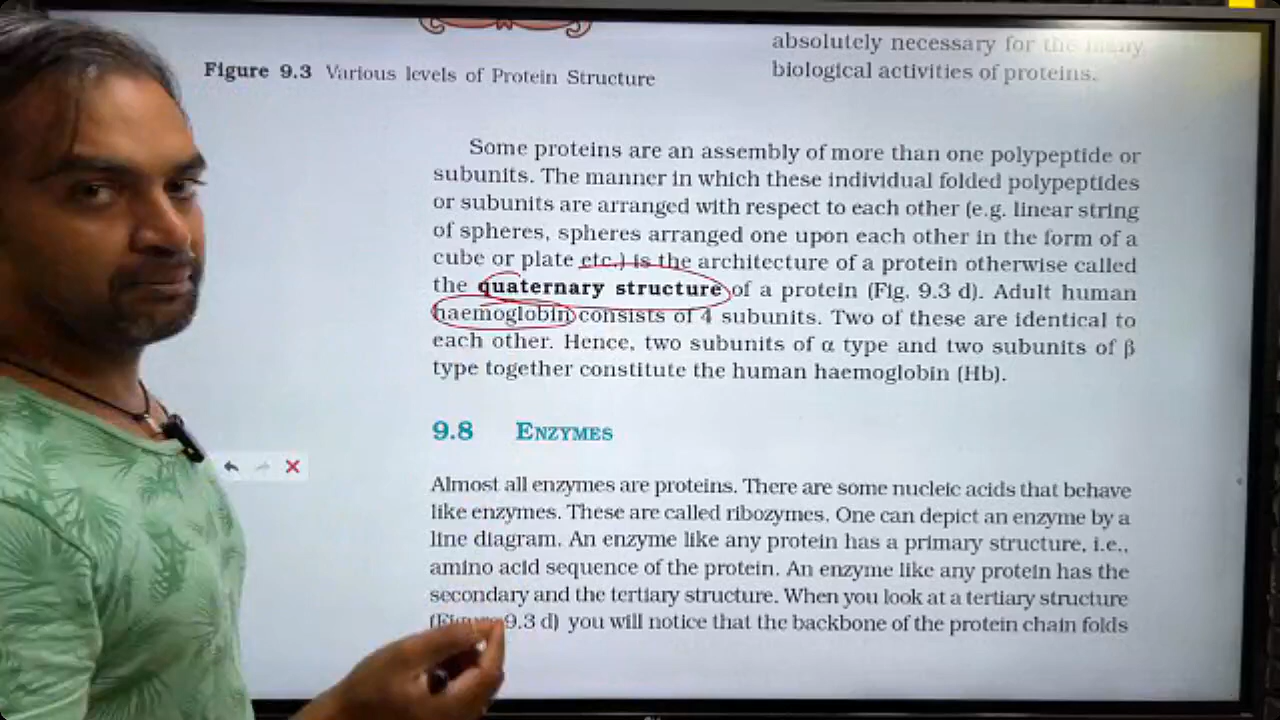 absolutely necessary for the many
biological activities of proteins.
Figure 9.3 Various levels of Protein Structure
Some proteins are an assembly of more than one polypeptide or
subunits. The manner in which these individual folded polypeptides
or subunits are arranged with respect to each other (e.g. linear string
of spheres, spheres arranged one upon each other in the form of a
cube or plate etc.) is the architecture of a protein otherwise called
the quaternary structure of a protein (Fig. 9.3 d). Adult human
haemoglobin consists of 4 subunits. Two of these are identical to
each other. Hence, two subunits of α type and two subunits of β
type together constitute the human haemoglobin (Hb).
9.8 ENZYMES
Almost all enzymes are proteins. There are some nucleic acids that behave
like enzymes. These are called ribozymes. One can depict an enzyme by a
line diagram. An enzyme like any protein has a primary structure, i.e.,
amino acid sequence of the protein. An enzyme like any protein has the
secondary and the tertiary structure. When you look at a tertiary structure
(Figure 9.3 d) you will notice that the backbone of the protein chain folds